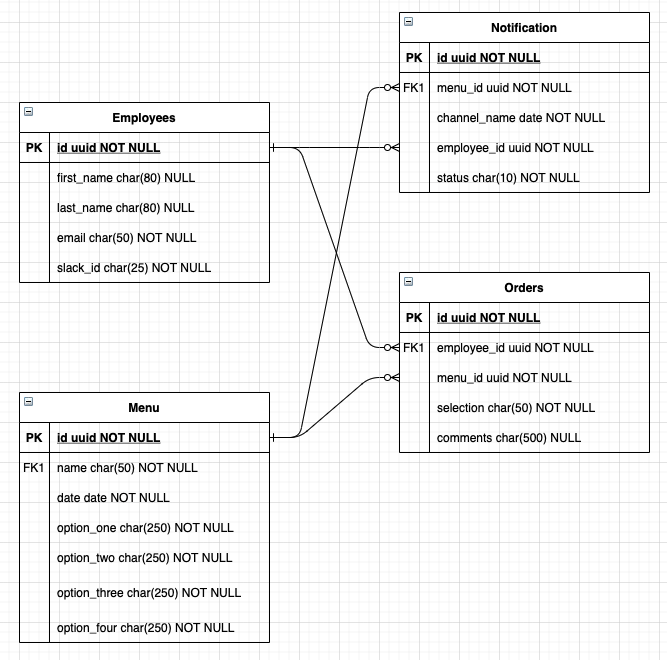 Notification
PK id uuid NOT NULL
FK1 menu_id uuid NOT NULL
channel_name date NOT NULL
employee_id uuid NOT NULL
status char(10) NOT NULL
Employees
PK id uuid NOT NULL
first_name char(80) NULL
last_name char(80) NULL
email char(50) NOT NULL
slack_id char(25) NOT NULL
Orders
PK id uuid NOT NULL
FK1 employee_id uuid NOT NULL
menu_id uuid NOT NULL
selection char(50) NOT NULL
comments char(500) NULL
Menu
PK id uuid NOT NULL
FK1 name char(50) NOT NULL
date date NOT NULL
option_one char(250) NOT NULL
option_two char(250) NOT NULL
option_three char(250) NOT NULL
option_four char(250) NOT NULL